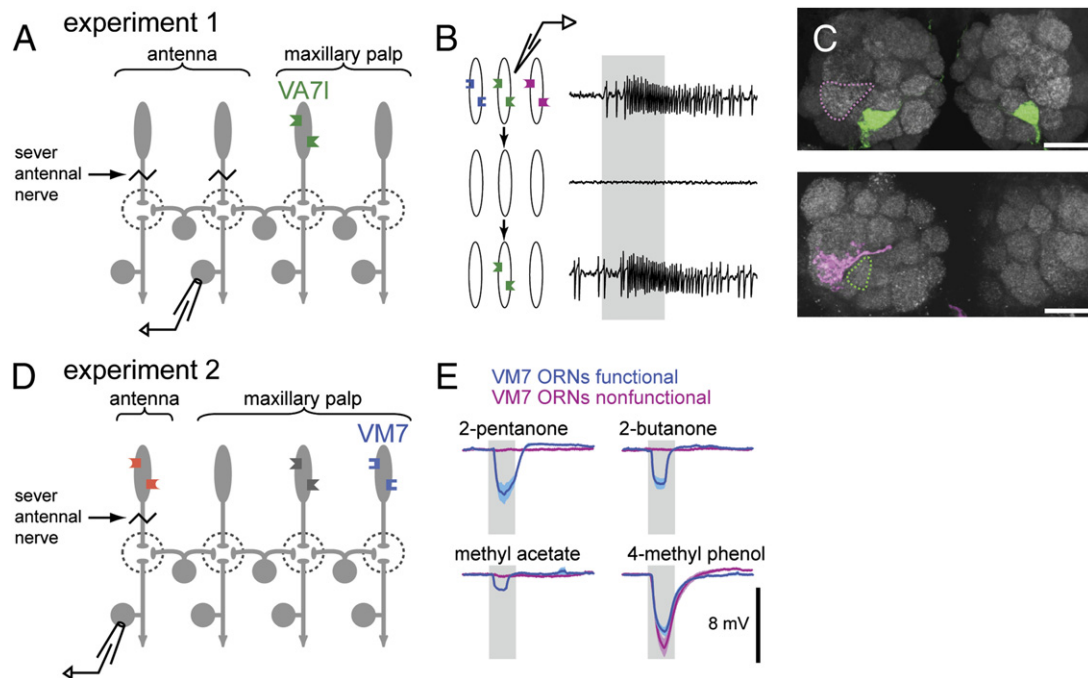 A
experiment 1
antenna
maxillary palp
VA7l
sever
antennal
nerve
B
C
D
experiment 2
antenna
maxillary palp
VM7
sever
antennal
nerve
E
VM7 ORNs functional
VM7 ORNs nonfunctional
2-pentanone
2-butanone
methyl acetate
4-methyl phenol
8 mV